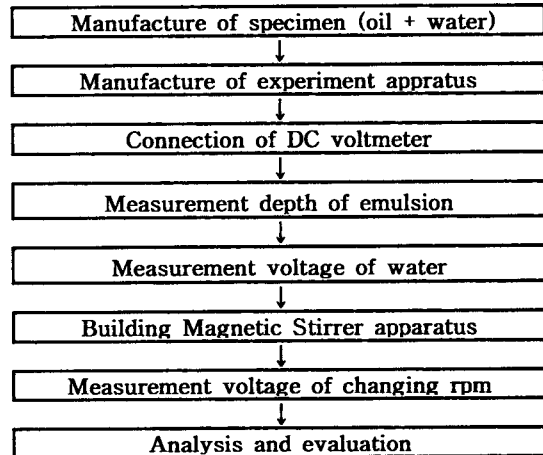 Manufacture of specimen (oil + water)
Manufacture of experiment appratus
Connection of DC voltmeter
Measurement depth of emulsion
Measurement voltage of water
Building Magnetic Stirrer apparatus
Measurement voltage of changing rpm
Analysis and evaluation